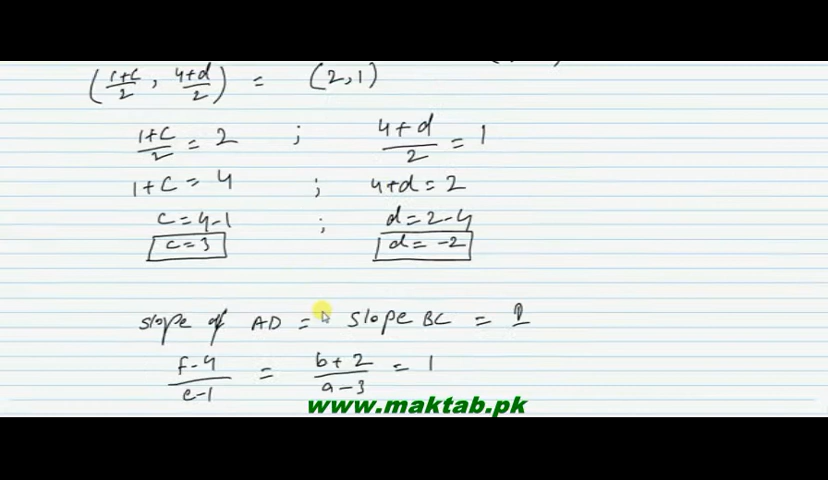 (1+c/2 , 4+d/2) = (2,1)
1+c/2 = 2 ; 4+d/2 = 1
1+c = 4 ; 4+d = 2
c = 4-1 ; d = 2-4
c = 3 d = -2
slope of AD = slope BC = 1
f-4/e-1 = b+2/a-3 = 1
www.maktab.pk